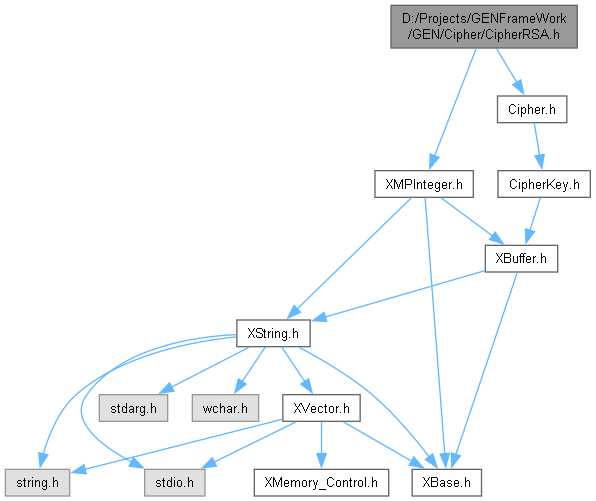 D:/Projects/GENFrameWork
/GEN/Cipher/CipherRSA.h
Cipher.h
XMPInteger.h
CipherKey.h
XBuffer.h
XString.h
stdarg.h
wchar.h
XVector.h
string.h
stdio.h
XMemory_Control.h
XBase.h